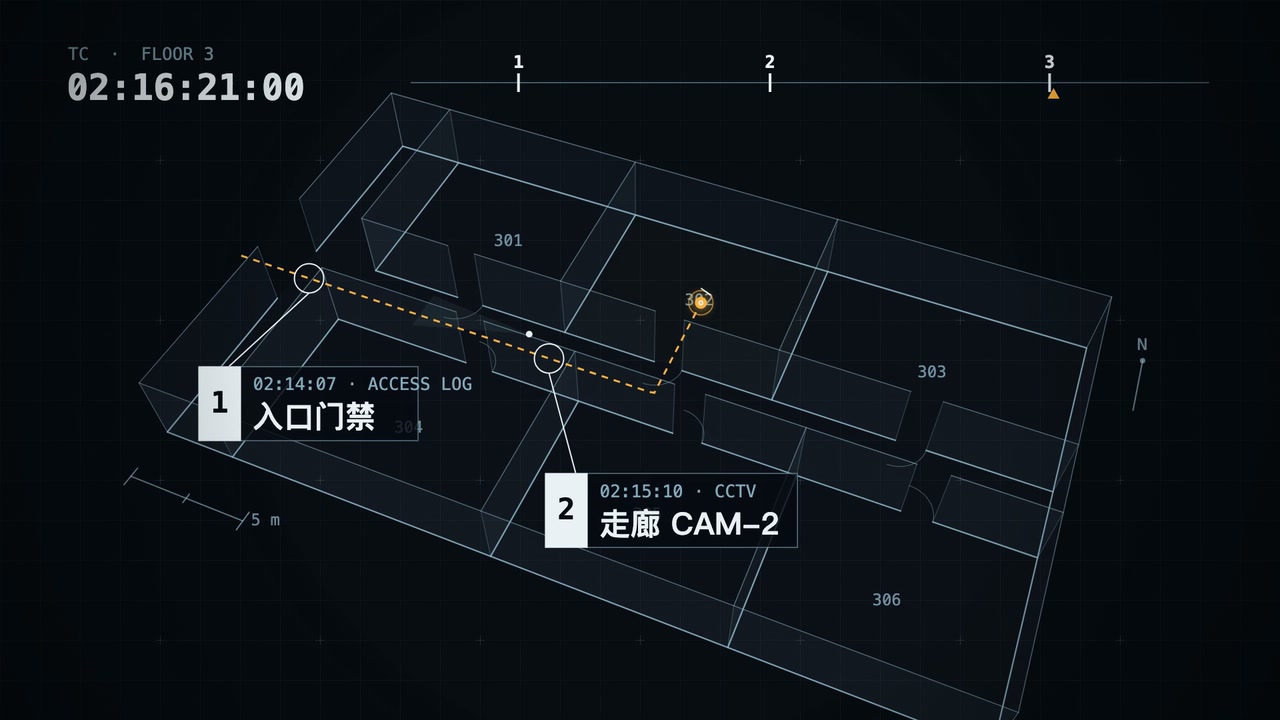 TC · FLOOR 3
02:16:21:00
1
2
3
301
302
303
N
1
02:14:07 · ACCESS LOG
入口门禁
304
2
02:15:10 · CCTV
走廊 CAM-2
5 m
306